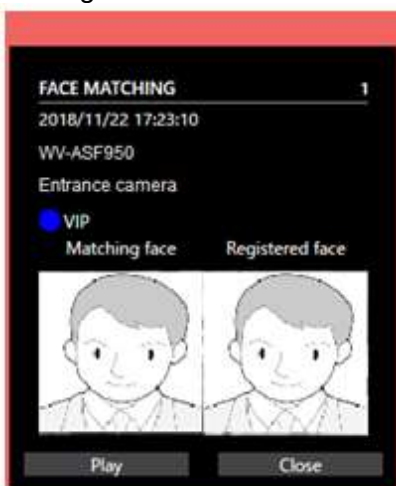 FACE MATCHING 1
2018/11/22 17:23:10
WV-ASF950
Entrance camera
VIP
Matching face Registered face
Play Close